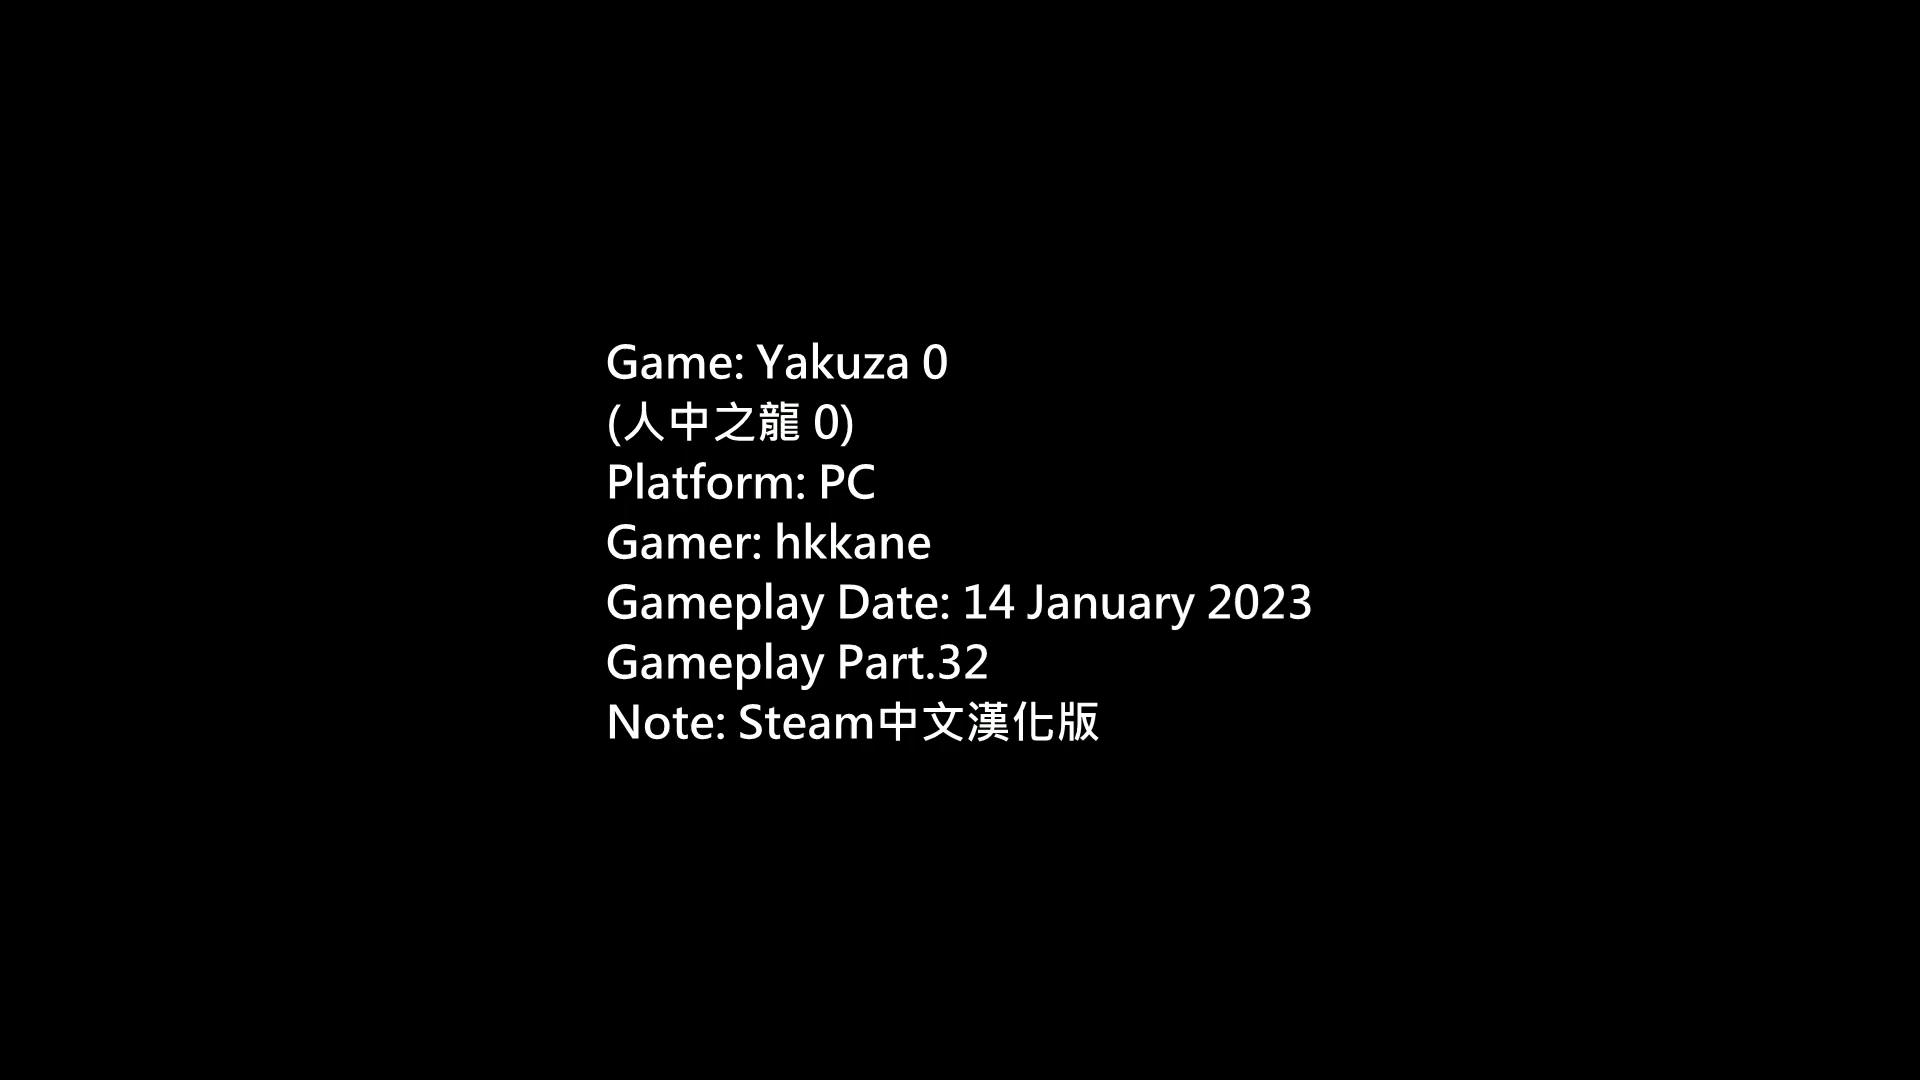 Game: Yakuza 0
(人中之龍 0)
Platform: PC
Gamer: hkkane
Gameplay Date: 14 January 2023
Gameplay Part.32
Note: Steam中文漢化版